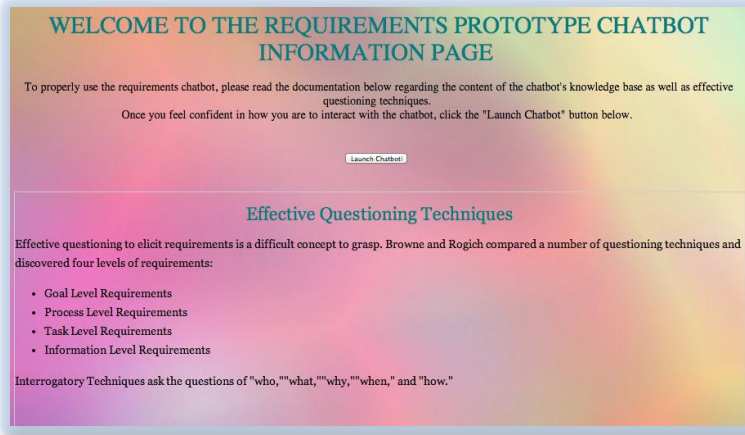 WELCOME TO THE REQUIREMENTS PROTOTYPE CHATBOT
INFORMATION PAGE
To properly use the requirements chatbot, please read the documentation below regarding the content of the chatbot's knowledge base as well as effective
questioning techniques.
Once you feel confident in how you are to interact with the chatbot, click the "Launch Chatbot" button below.
Launch Chatbot!
Effective Questioning Techniques
Effective questioning to elicit requirements is a difficult concept to grasp. Browne and Rogich compared a number of questioning techniques and
discovered four levels of requirements:
• Goal Level Requirements
• Process Level Requirements
• Task Level Requirements
• Information Level Requirements
Interrogatory Techniques ask the questions of "who,""what,""why,""when," and "how."